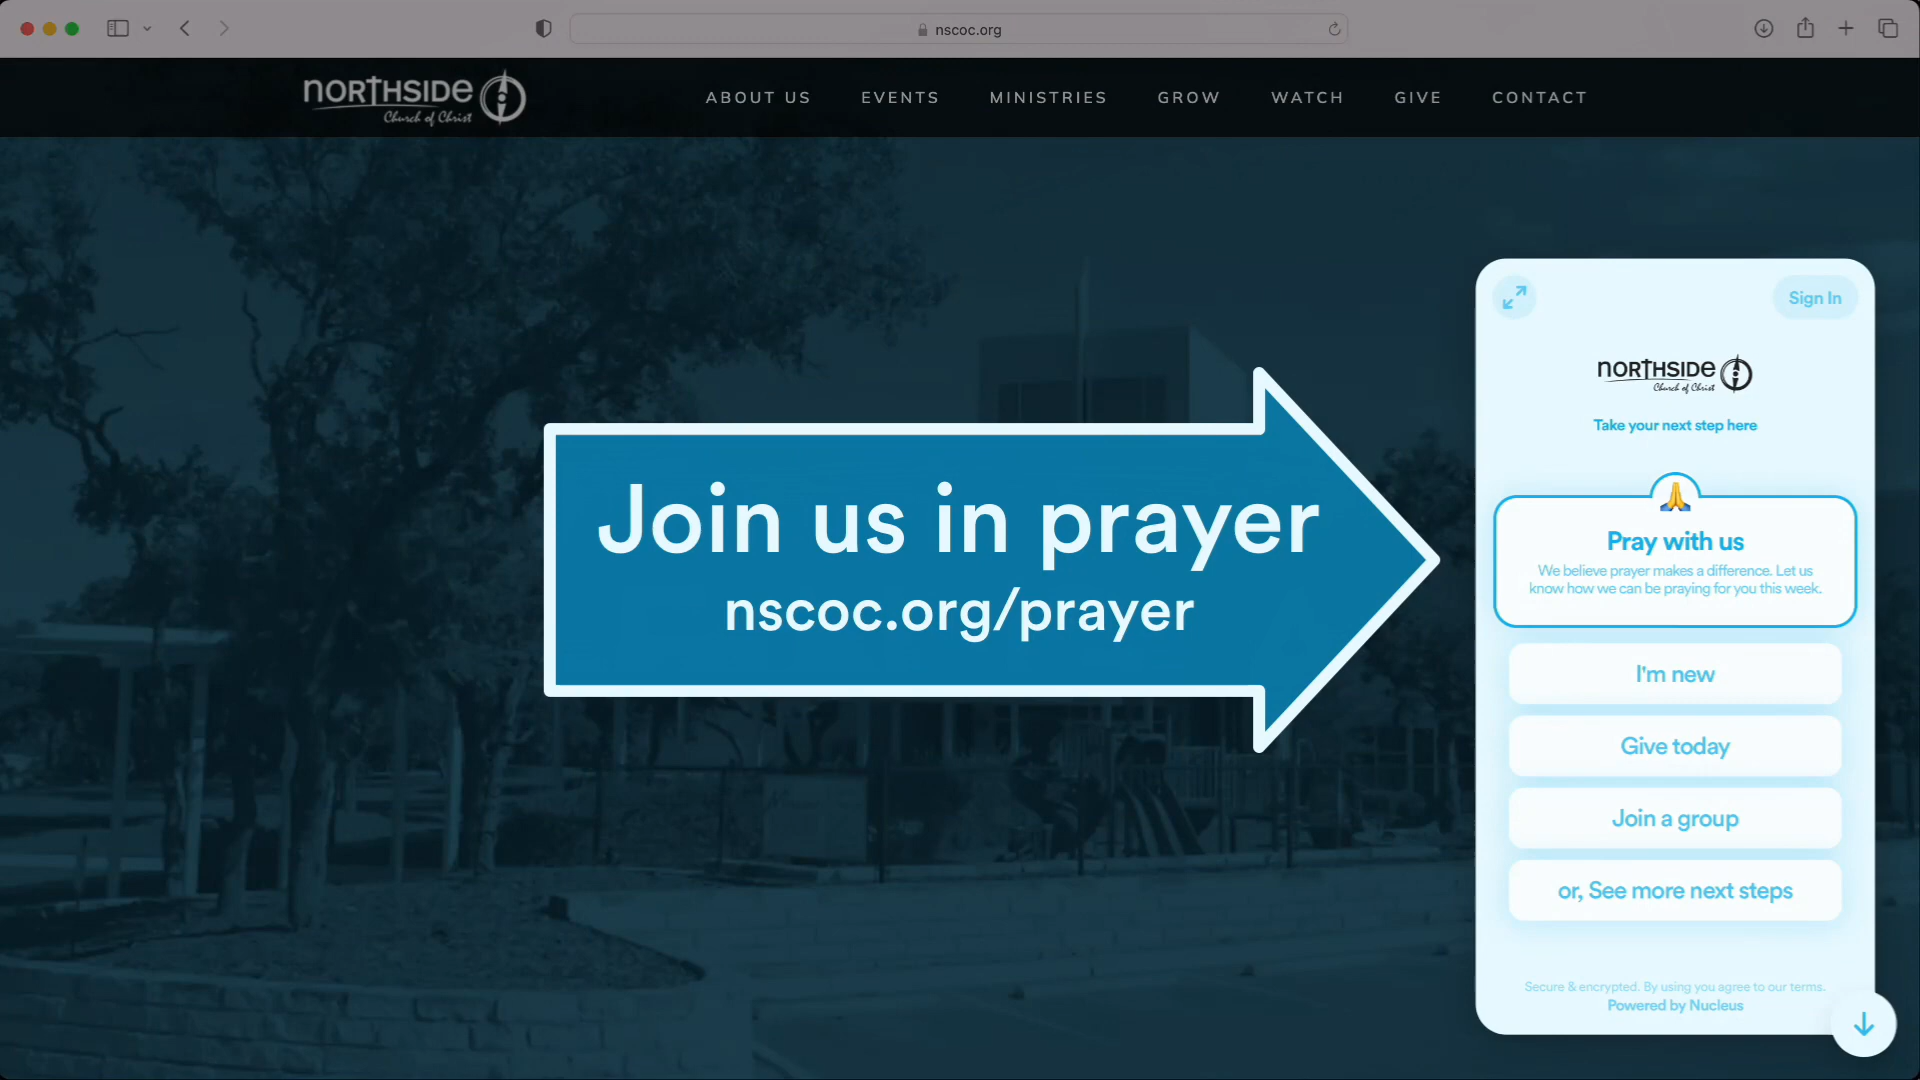 nscoc.org
NORTHSIDE
Church of Christ
ABOUT US
EVENTS
MINISTRIES
GROW
WATCH
GIVE
CONTACT
Join us in prayer
nscoc.org/prayer
Sign In
NORTHSIDE
Church of Christ
Take your next step here
Pray with us
We believe prayer makes a difference. Let us
know how we can be praying for you this week.
I'm new
Give today
Join a group
or, See more next steps
Secure & encrypted. By using you agree to our terms.
Powered by Nucleus